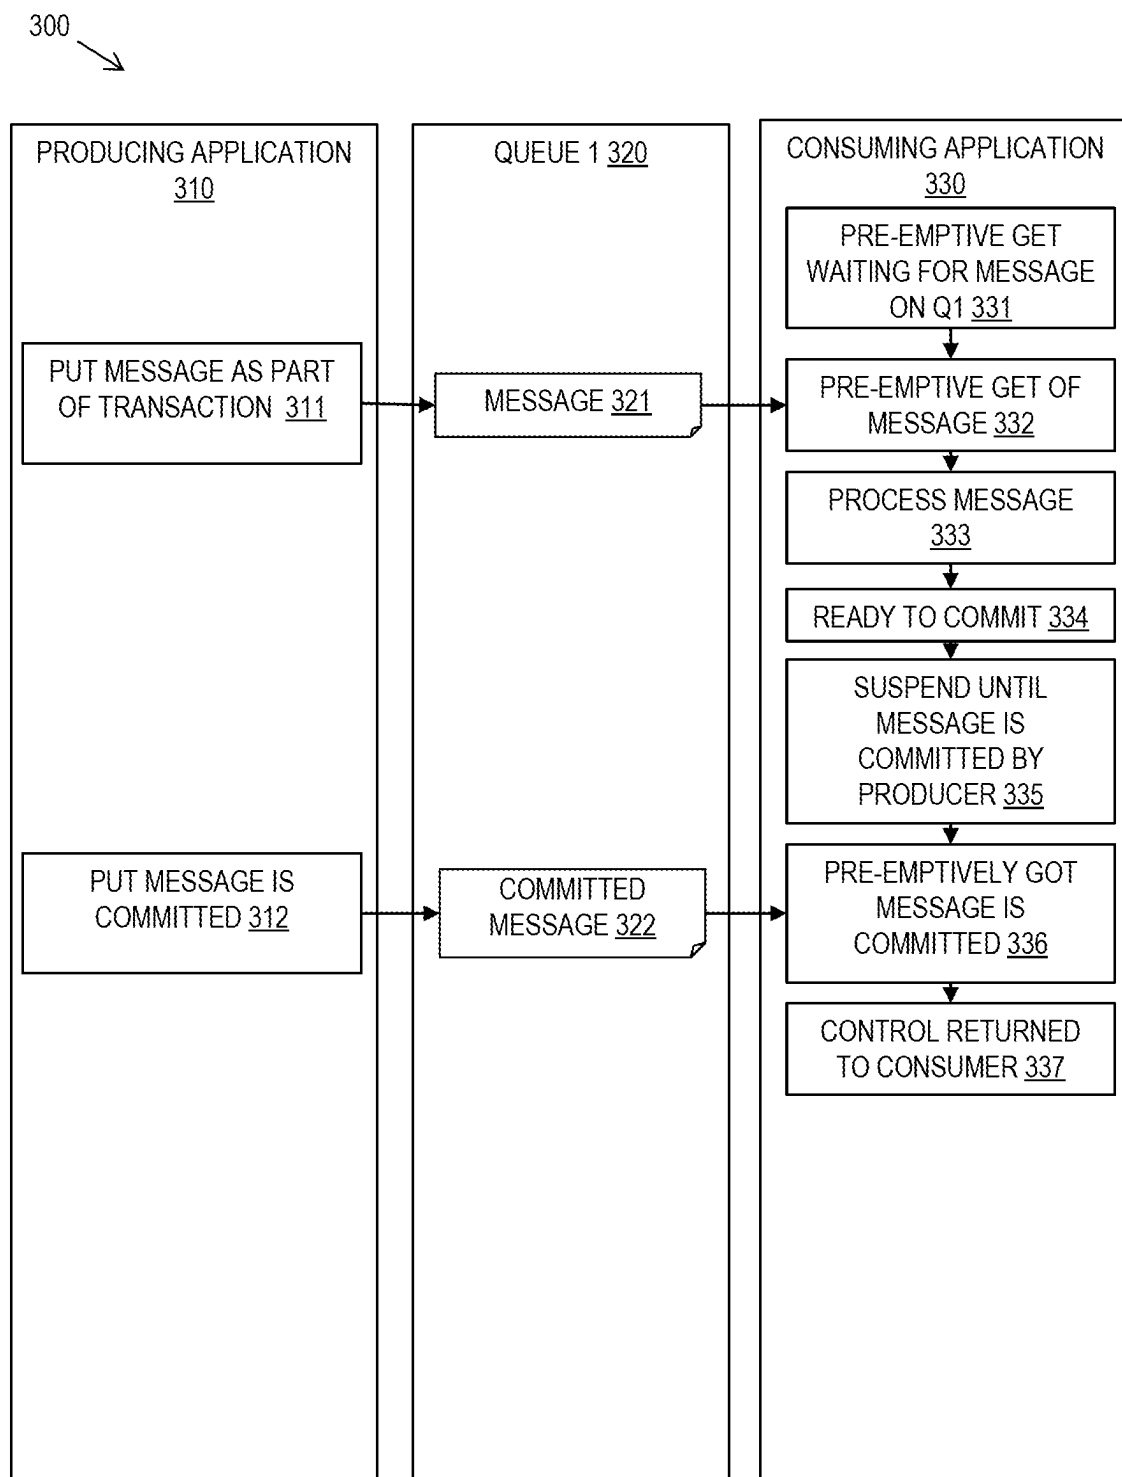 300
PRODUCING APPLICATION
310
QUEUE 1 320
CONSUMING APPLICATION
330
PRE-EMPTIVE GET
WAITING FOR MESSAGE
ON Q1 331
PUT MESSAGE AS PART
OF TRANSACTION 311
MESSAGE 321
PRE-EMPTIVE GET OF
MESSAGE 332
PROCESS MESSAGE
333
READY TO COMMIT 334
SUSPEND UNTIL
MESSAGE IS
COMMITTED BY
PRODUCER 335
PUT MESSAGE IS
COMMITTED 312
COMMITTED
MESSAGE 322
PRE-EMPTIVELY GOT
MESSAGE IS
COMMITTED 336
CONTROL RETURNED
TO CONSUMER 337